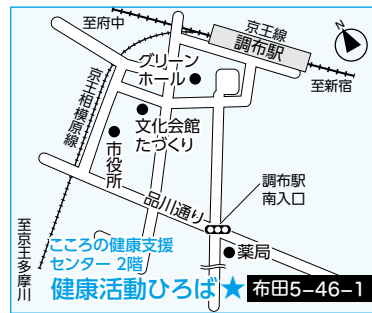 至府中
京王線
調布駅
N
グリーン
ホール
至新宿
京王相模原線
文化会館
たづくり
市役所
調布駅
南入口
品川通り
薬局
至京王多摩川
こころの健康支援
センター 2階
健康活動ひろば★ 布田5−46−1